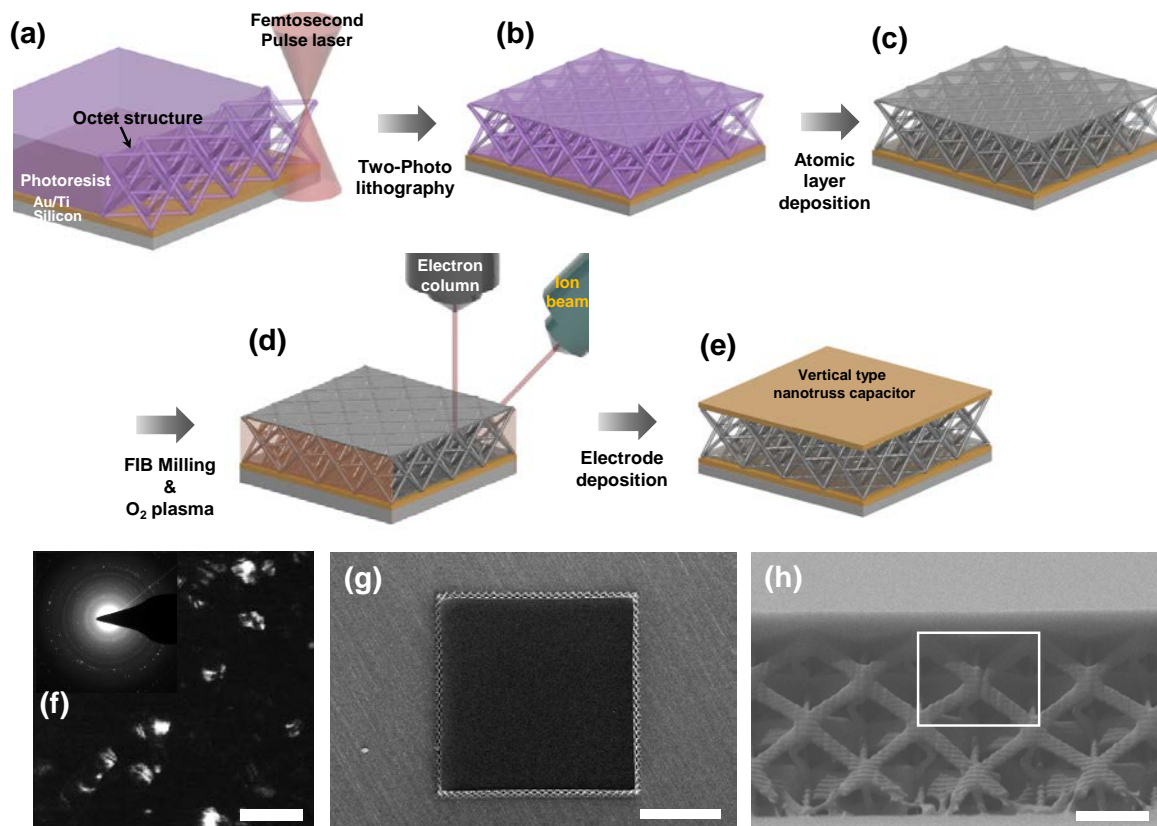 (a)
Femtosecond
Pulse laser
Octet structure
Photoresist
Au/Ti
Silicon
Two-Photo
lithography
(b)
Atomic
layer
deposition
(c)
FIB Milling
&
O₂ plasma
(d)
Electron
column
Ion
beam
Electrode
deposition
(e)
Vertical type
nanotruss capacitor
(f)
(g)
(h)